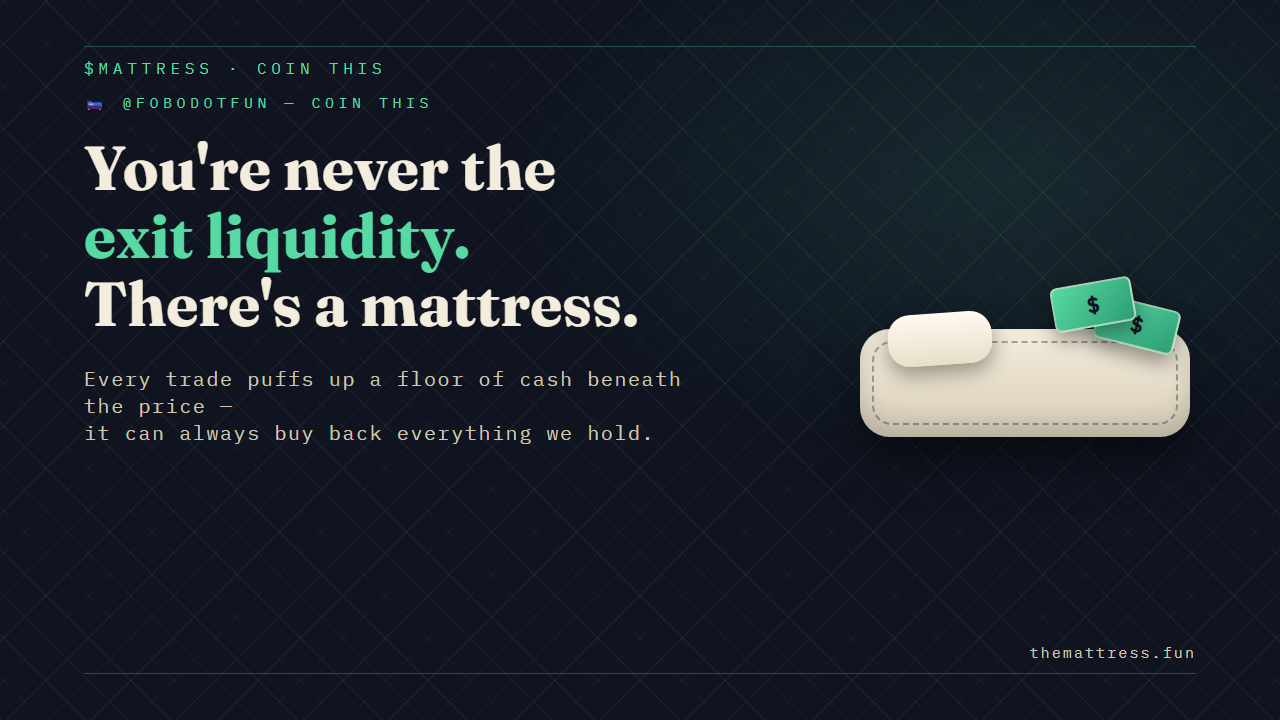 $MATTRESS · COIN THIS
🛏️ @FOBODOTFUN — COIN THIS
You're never the
exit liquidity.
There's a mattress.
Every trade puffs up a floor of cash beneath
the price —
it can always buy back everything we hold.
$
$
themattress.fun